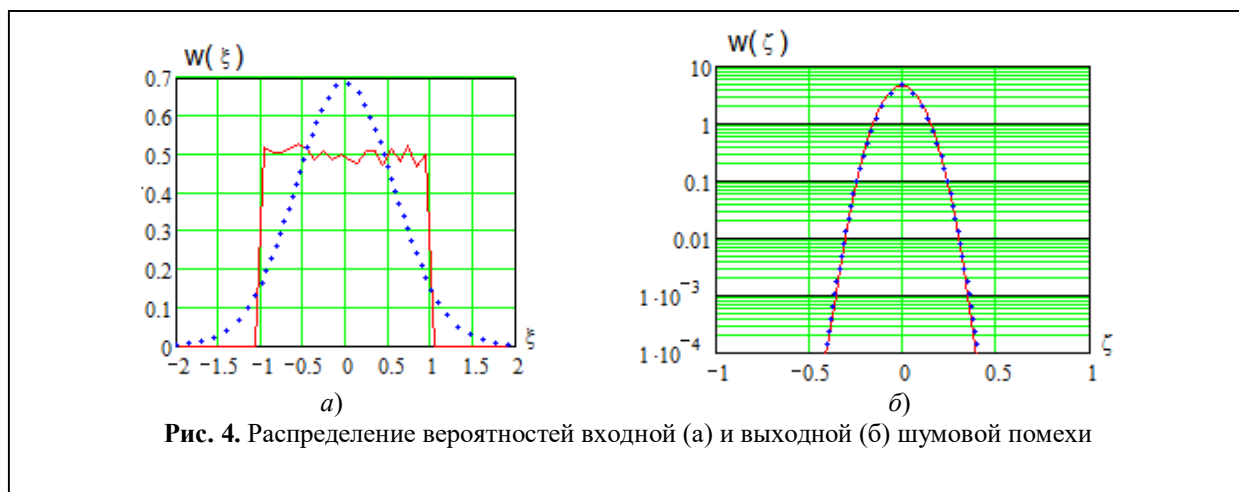 w( ξ )
0.7
0.6
0.5
0.3
0.2
0.1
0
−2 −1.5 −1 −0.5 0 0.5 1 1.5 2
ξ
а)
w( ζ )
10
1
0.1
0.01
1·10⁻³
1·10⁻⁴
−1 −0.5 0 0.5 1
ζ
б)
Рис. 4. Распределение вероятностей входной (а) и выходной (б) шумовой помехи